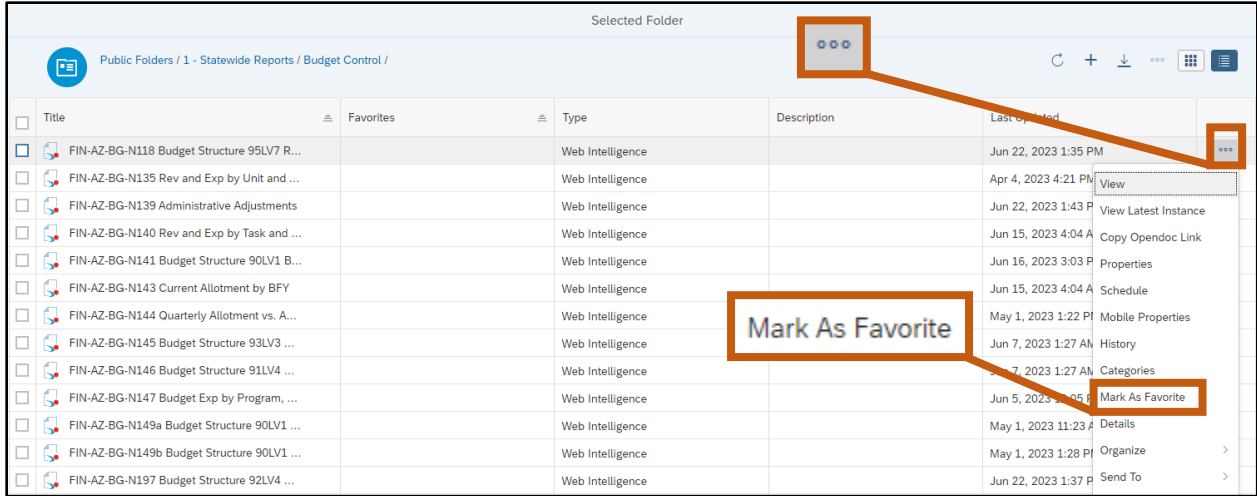 Selected Folder
Public Folders / 1 - Statewide Reports / Budget Control /
Title Favorites Type Description Last Updated
FIN-AZ-BG-N118 Budget Structure 95LV7 R... Web Intelligence Jun 22, 2023 1:35 PM
FIN-AZ-BG-N135 Rev and Exp by Unit and ... Web Intelligence Apr 4, 2023 4:21 PM
View
FIN-AZ-BG-N139 Administrative Adjustments Web Intelligence Jun 22, 2023 1:43 P
View Latest Instance
FIN-AZ-BG-N140 Rev and Exp by Task and ... Web Intelligence Jun 15, 2023 4:04 A
Copy Opendoc Link
FIN-AZ-BG-N141 Budget Structure 90LV1 B... Web Intelligence Jun 16, 2023 3:03 P
Properties
FIN-AZ-BG-N143 Current Allotment by BFY Web Intelligence Jun 15, 2023 4:04 A
Schedule
FIN-AZ-BG-N144 Quarterly Allotment vs. A... Web Intelligence May 1, 2023 1:22 PM
Mobile Properties
Mark As Favorite
FIN-AZ-BG-N145 Budget Structure 93LV3 ... Web Intelligence Jun 7, 2023 1:27 AM
History
FIN-AZ-BG-N146 Budget Structure 91LV4 ... Web Intelligence 7, 2023 1:27 AM
Categories
FIN-AZ-BG-N147 Budget Exp by Program, ... Web Intelligence Jun 5, 2023
Mark As Favorite
FIN-AZ-BG-N149a Budget Structure 90LV1 ... Web Intelligence May 1, 2023 11:23 A
Details
FIN-AZ-BG-N149b Budget Structure 90LV1 ... Web Intelligence May 1, 2023 1:28 PM
Organize
FIN-AZ-BG-N197 Budget Structure 92LV4 ... Web Intelligence Jun 22, 2023 1:37 P
Send To